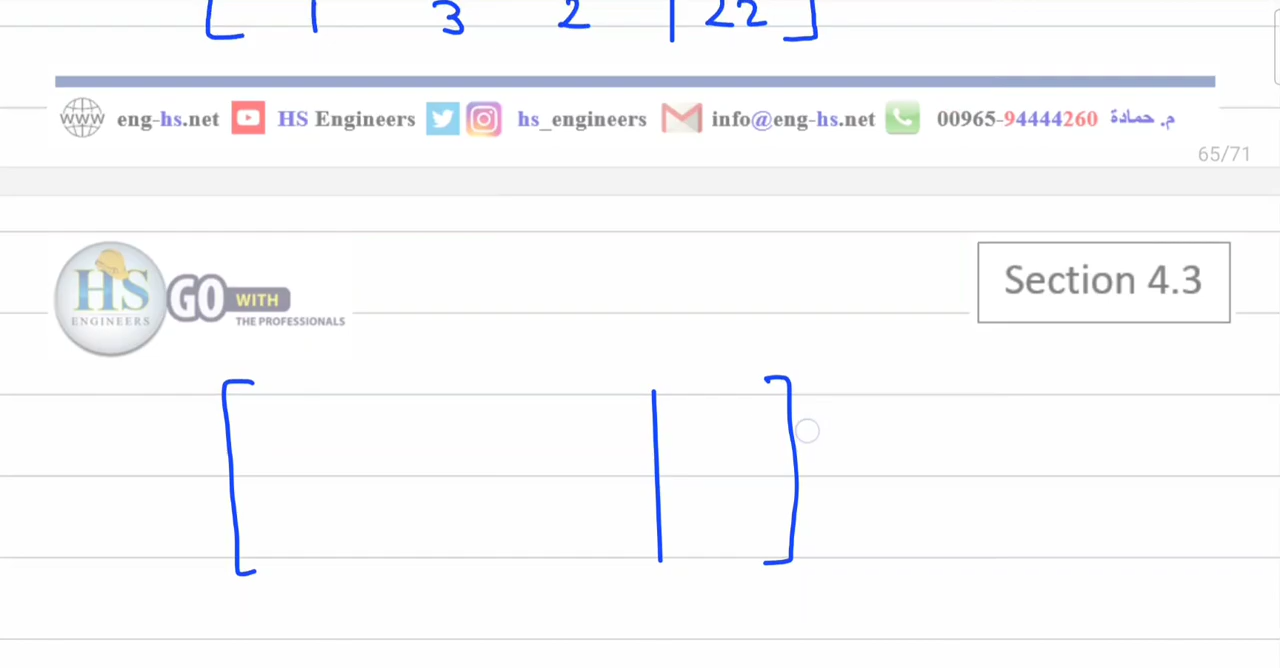 [ 1 3 2 | 22 ]
www eng-hs.net HS Engineers hs_engineers info@eng-hs.net 00965-94444260 م. حمادة
65/71
HS
ENGINEERS
GO WITH
THE PROFESSIONALS
Section 4.3